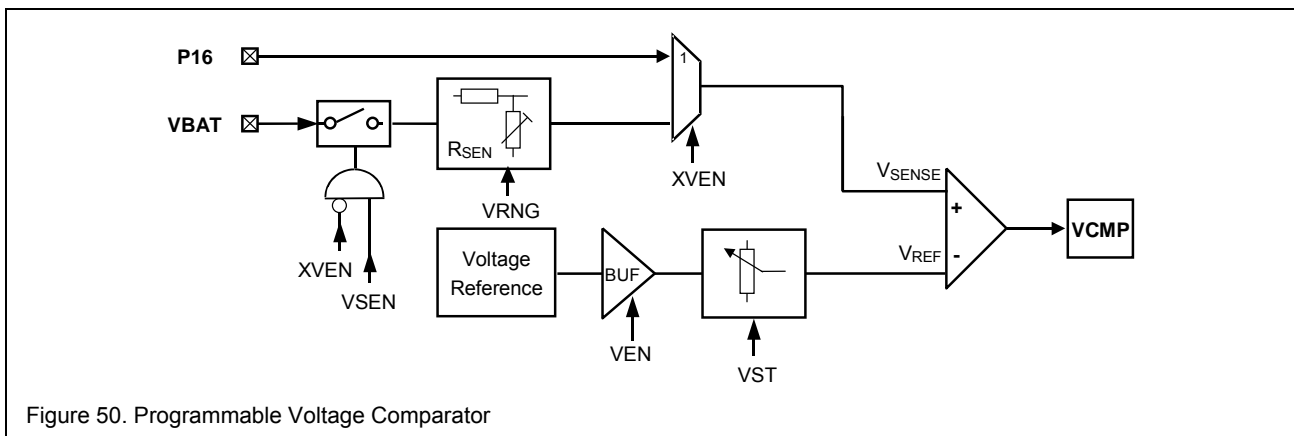 P16
1
VBAT
RSEN
XVEN
VSENSE
+
VCMP
VRNG
XVEN
VSEN
Voltage
Reference
BUF
VREF
-
VEN
VST
Figure 50. Programmable Voltage Comparator